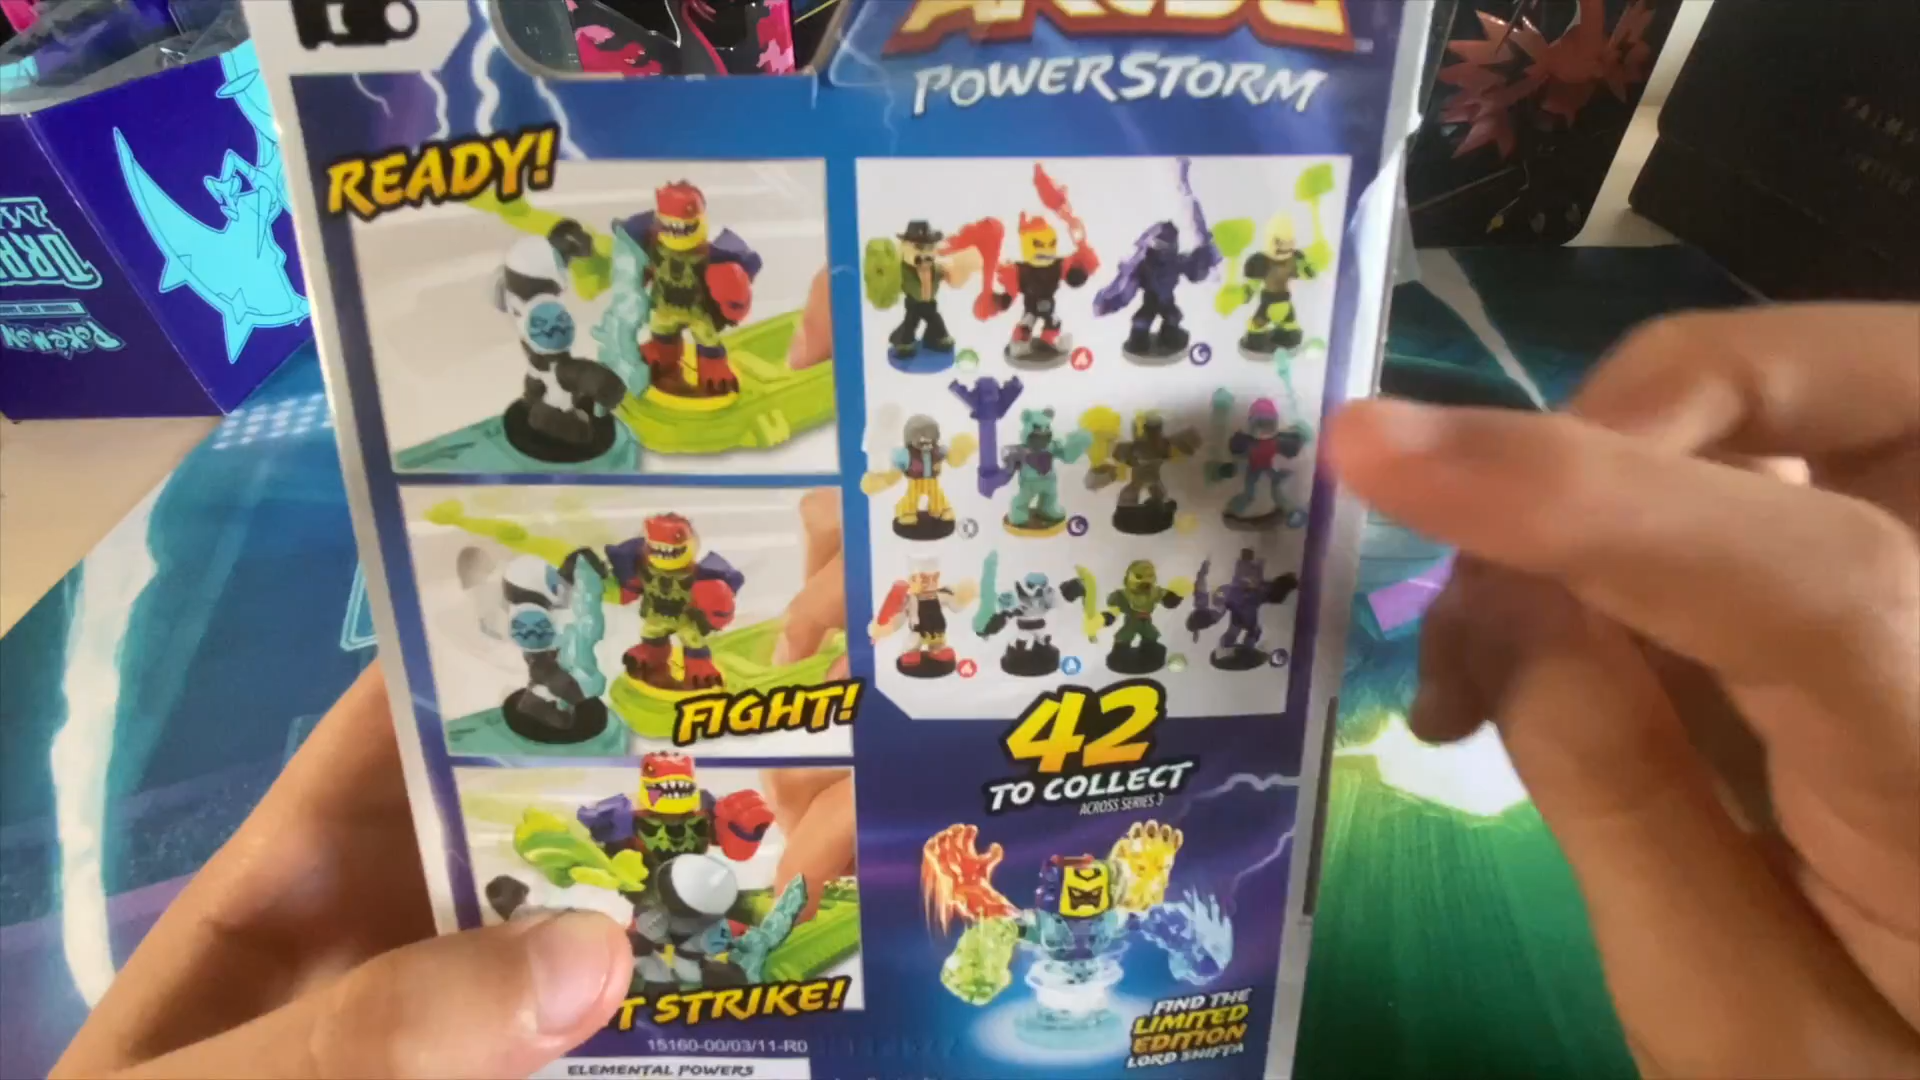 POWERSTORM
READY!
FIGHT!
T STRIKE!
15160-00/03/11-R0
ELEMENTAL POWERS
42
TO COLLECT
ACROSS SERIES 3
FIND THE
LIMITED
EDITION
LORD SHIFTA
POKéMON